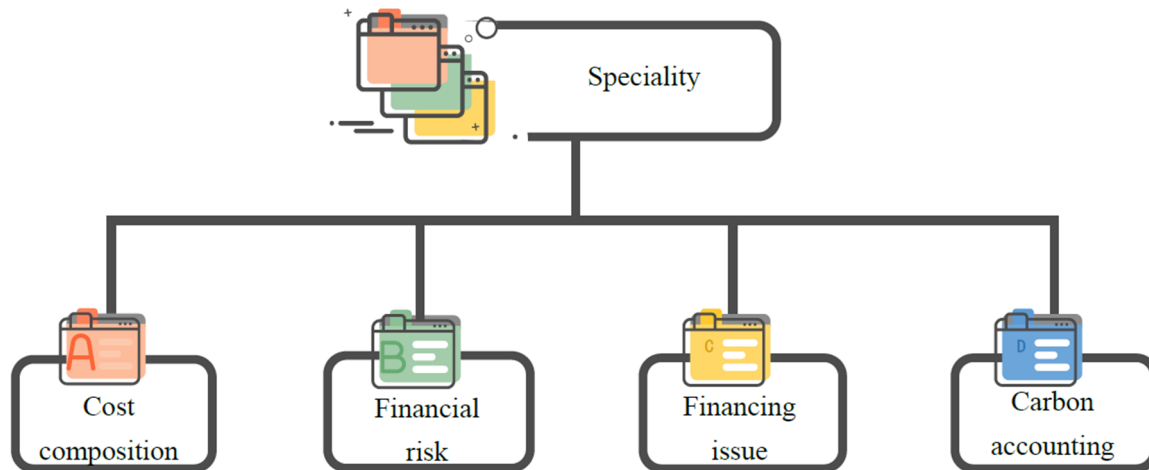 Speciality
A
Cost
composition
B
Financial
risk
C
Financing
issue
D
Carbon
accounting